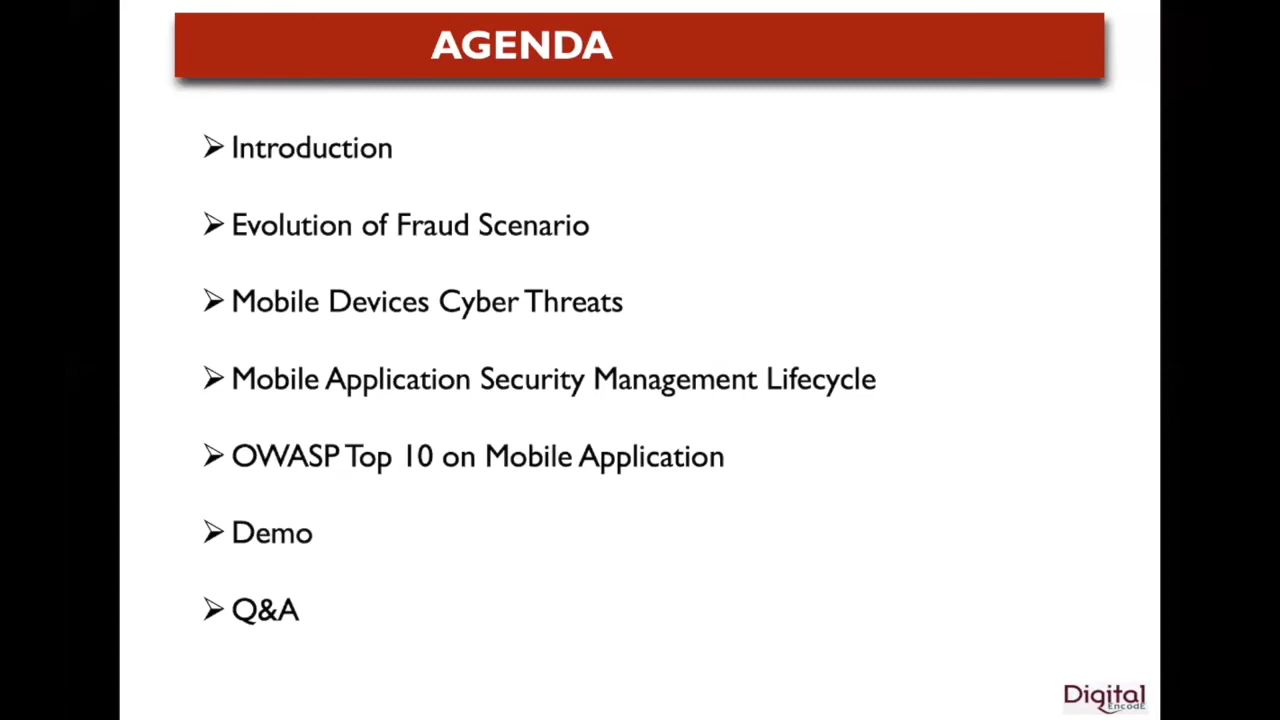 AGENDA
Introduction
Evolution of Fraud Scenario
Mobile Devices Cyber Threats
Mobile Application Security Management Lifecycle
OWASP Top 10 on Mobile Application
Demo
Q&A
Digital
EncodE